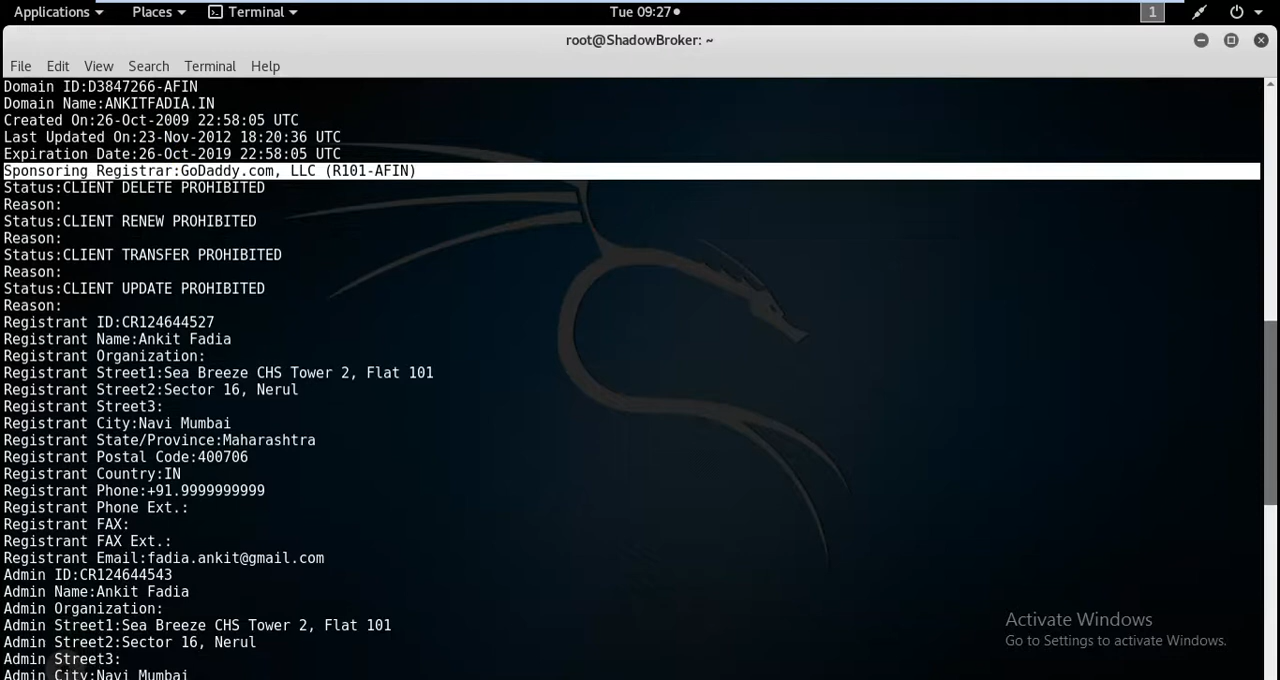 Applications Places Terminal Tue 09:27 1
root@ShadowBroker: ~
File Edit View Search Terminal Help
Domain ID:D3847266-AFIN
Domain Name:ANKITFADIA.IN
Created On:26-Oct-2009 22:58:05 UTC
Last Updated On:23-Nov-2012 18:20:36 UTC
Expiration Date:26-Oct-2019 22:58:05 UTC
Sponsoring Registrar:GoDaddy.com, LLC (R101-AFIN)
Status:CLIENT DELETE PROHIBITED
Reason:
Status:CLIENT RENEW PROHIBITED
Reason:
Status:CLIENT TRANSFER PROHIBITED
Reason:
Status:CLIENT UPDATE PROHIBITED
Reason:
Registrant ID:CR124644527
Registrant Name:Ankit Fadia
Registrant Organization:
Registrant Street1:Sea Breeze CHS Tower 2, Flat 101
Registrant Street2:Sector 16, Nerul
Registrant Street3:
Registrant City:Navi Mumbai
Registrant State/Province:Maharashtra
Registrant Postal Code:400706
Registrant Country:IN
Registrant Phone:+91.9999999999
Registrant Phone Ext.:
Registrant FAX:
Registrant FAX Ext.:
Registrant Email:fadia.ankit@gmail.com
Admin ID:CR124644543
Admin Name:Ankit Fadia
Admin Organization:
Admin Street1:Sea Breeze CHS Tower 2, Flat 101
Admin Street2:Sector 16, Nerul
Admin Street3:
Admin City:Navi Mumbai
Activate Windows
Go to Settings to activate Windows.